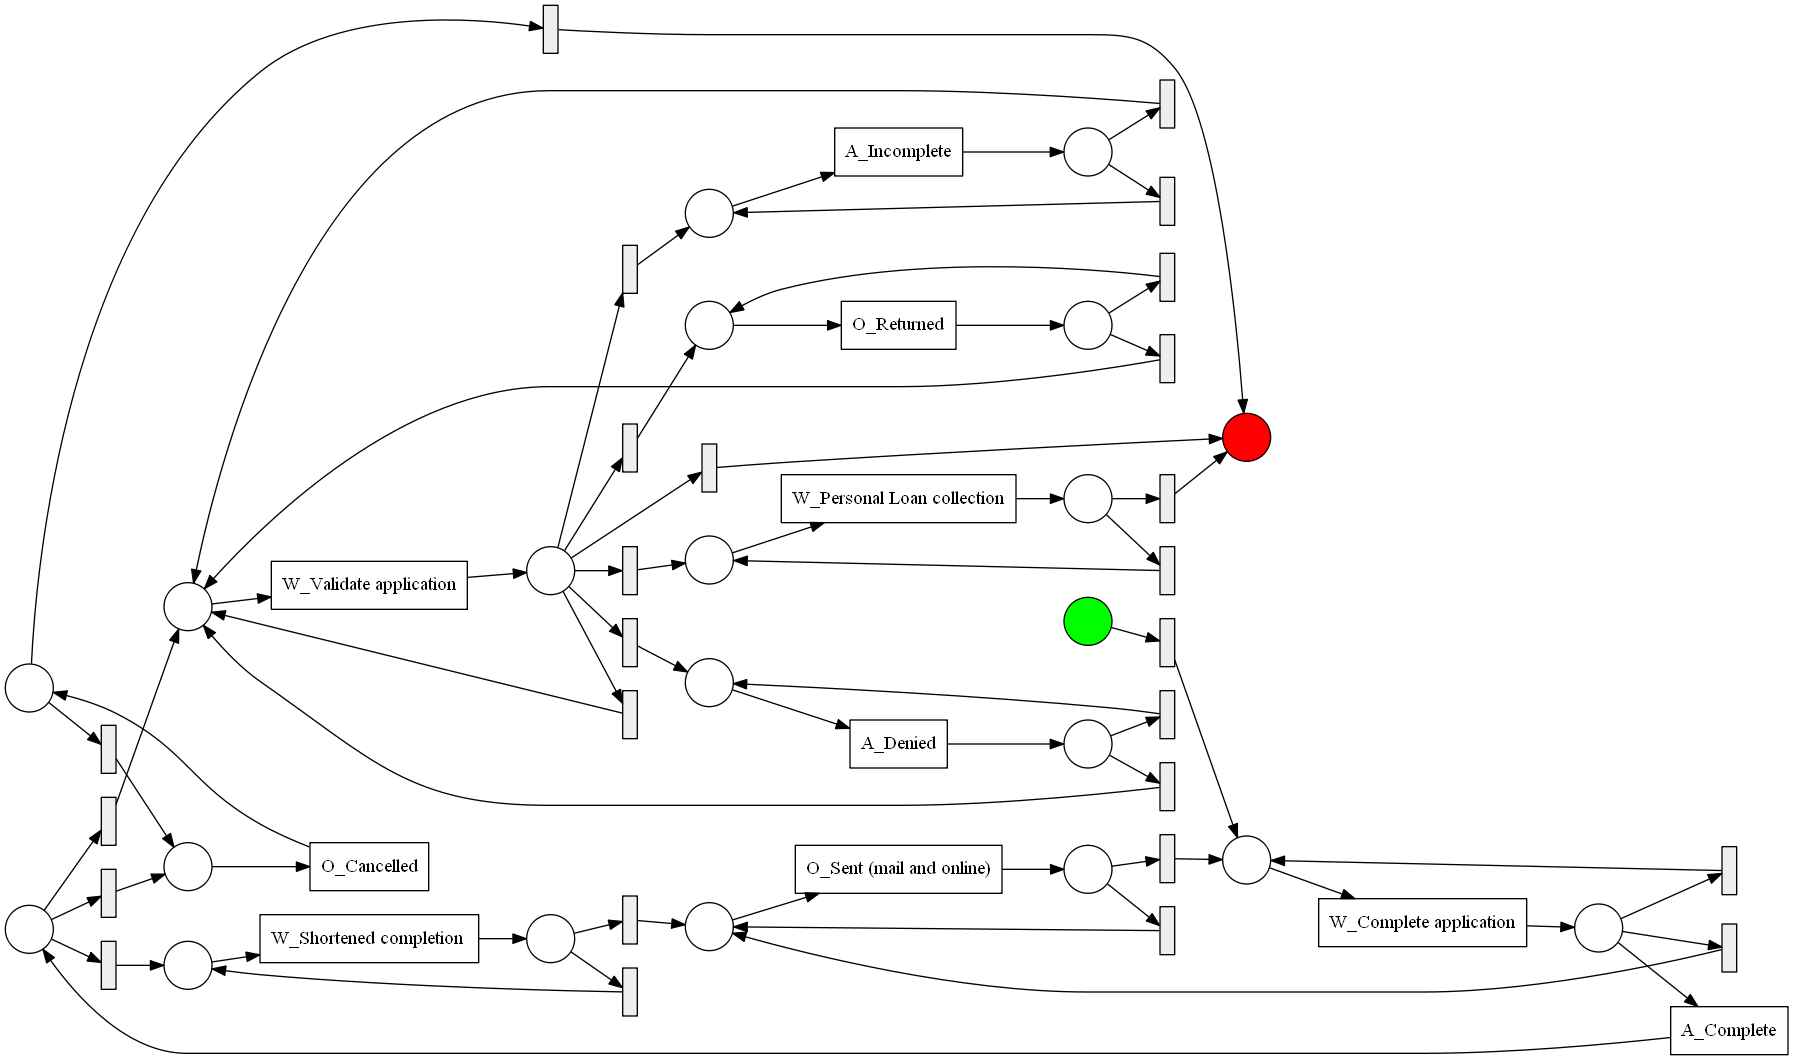 A_Incomplete
O_Returned
W_Personal Loan collection
W_Validate application
A_Denied
O_Cancelled
O_Sent (mail and online)
W_Complete application
W_Shortened completion
A_Complete